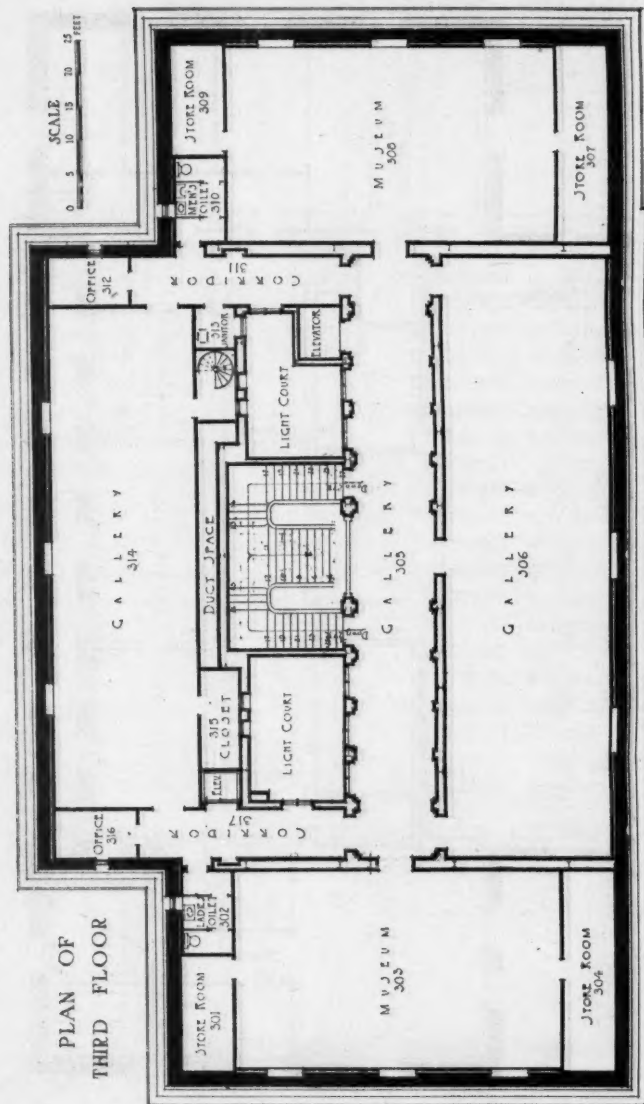 PLAN OF
THIRD FLOOR
SCALE
0 5 10 15 20 25
FEET
OFFICE
316
GALLERY
314
OFFICE
312
STORE ROOM
301
LADIES
TOILET
302
CORRIDOR
317
ELEV.
315
CLOSET
DUCT SPACE
313
JANITOR
CORRIDOR
311
MEN'S
TOILET
310
STORE ROOM
309
LIGHT COURT
LIGHT COURT
ELEVATOR
MUSEUM
303
GALLERY
305
MUSEUM
308
STORE ROOM
304
GALLERY
306
STORE ROOM
307